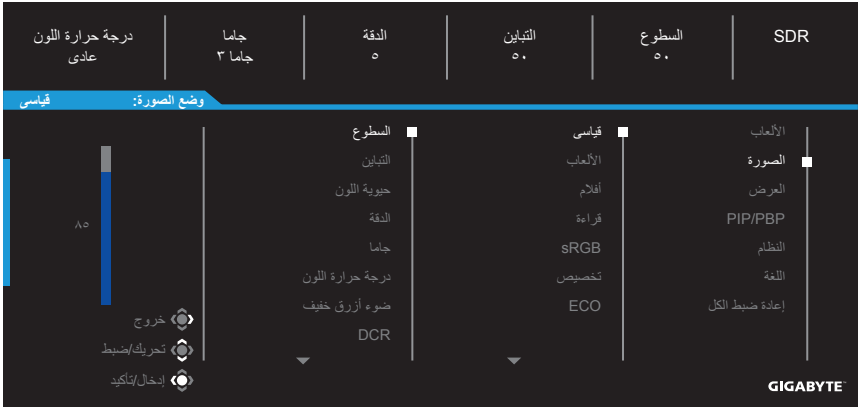 SDR
السطوع
٥٠
التباين
٥٠
الدقة
٥
جاما
جاما ٣
درجة حرارة اللون
عادى
وضع الصورة: قياسى
الألعاب
الصورة
العرض
PIP/PBP
النظام
اللغة
إعادة ضبط الكل
قياسى
الألعاب
أفلام
قراءة
sRGB
تخصيص
ECO
السطوع
التباين
حيوية اللون
الدقة
جاما
درجة حرارة اللون
ضوء أزرق خفيف
DCR
٨٥
خروج
تحريك/ضبط
إدخال/تأكيد
GIGABYTE™